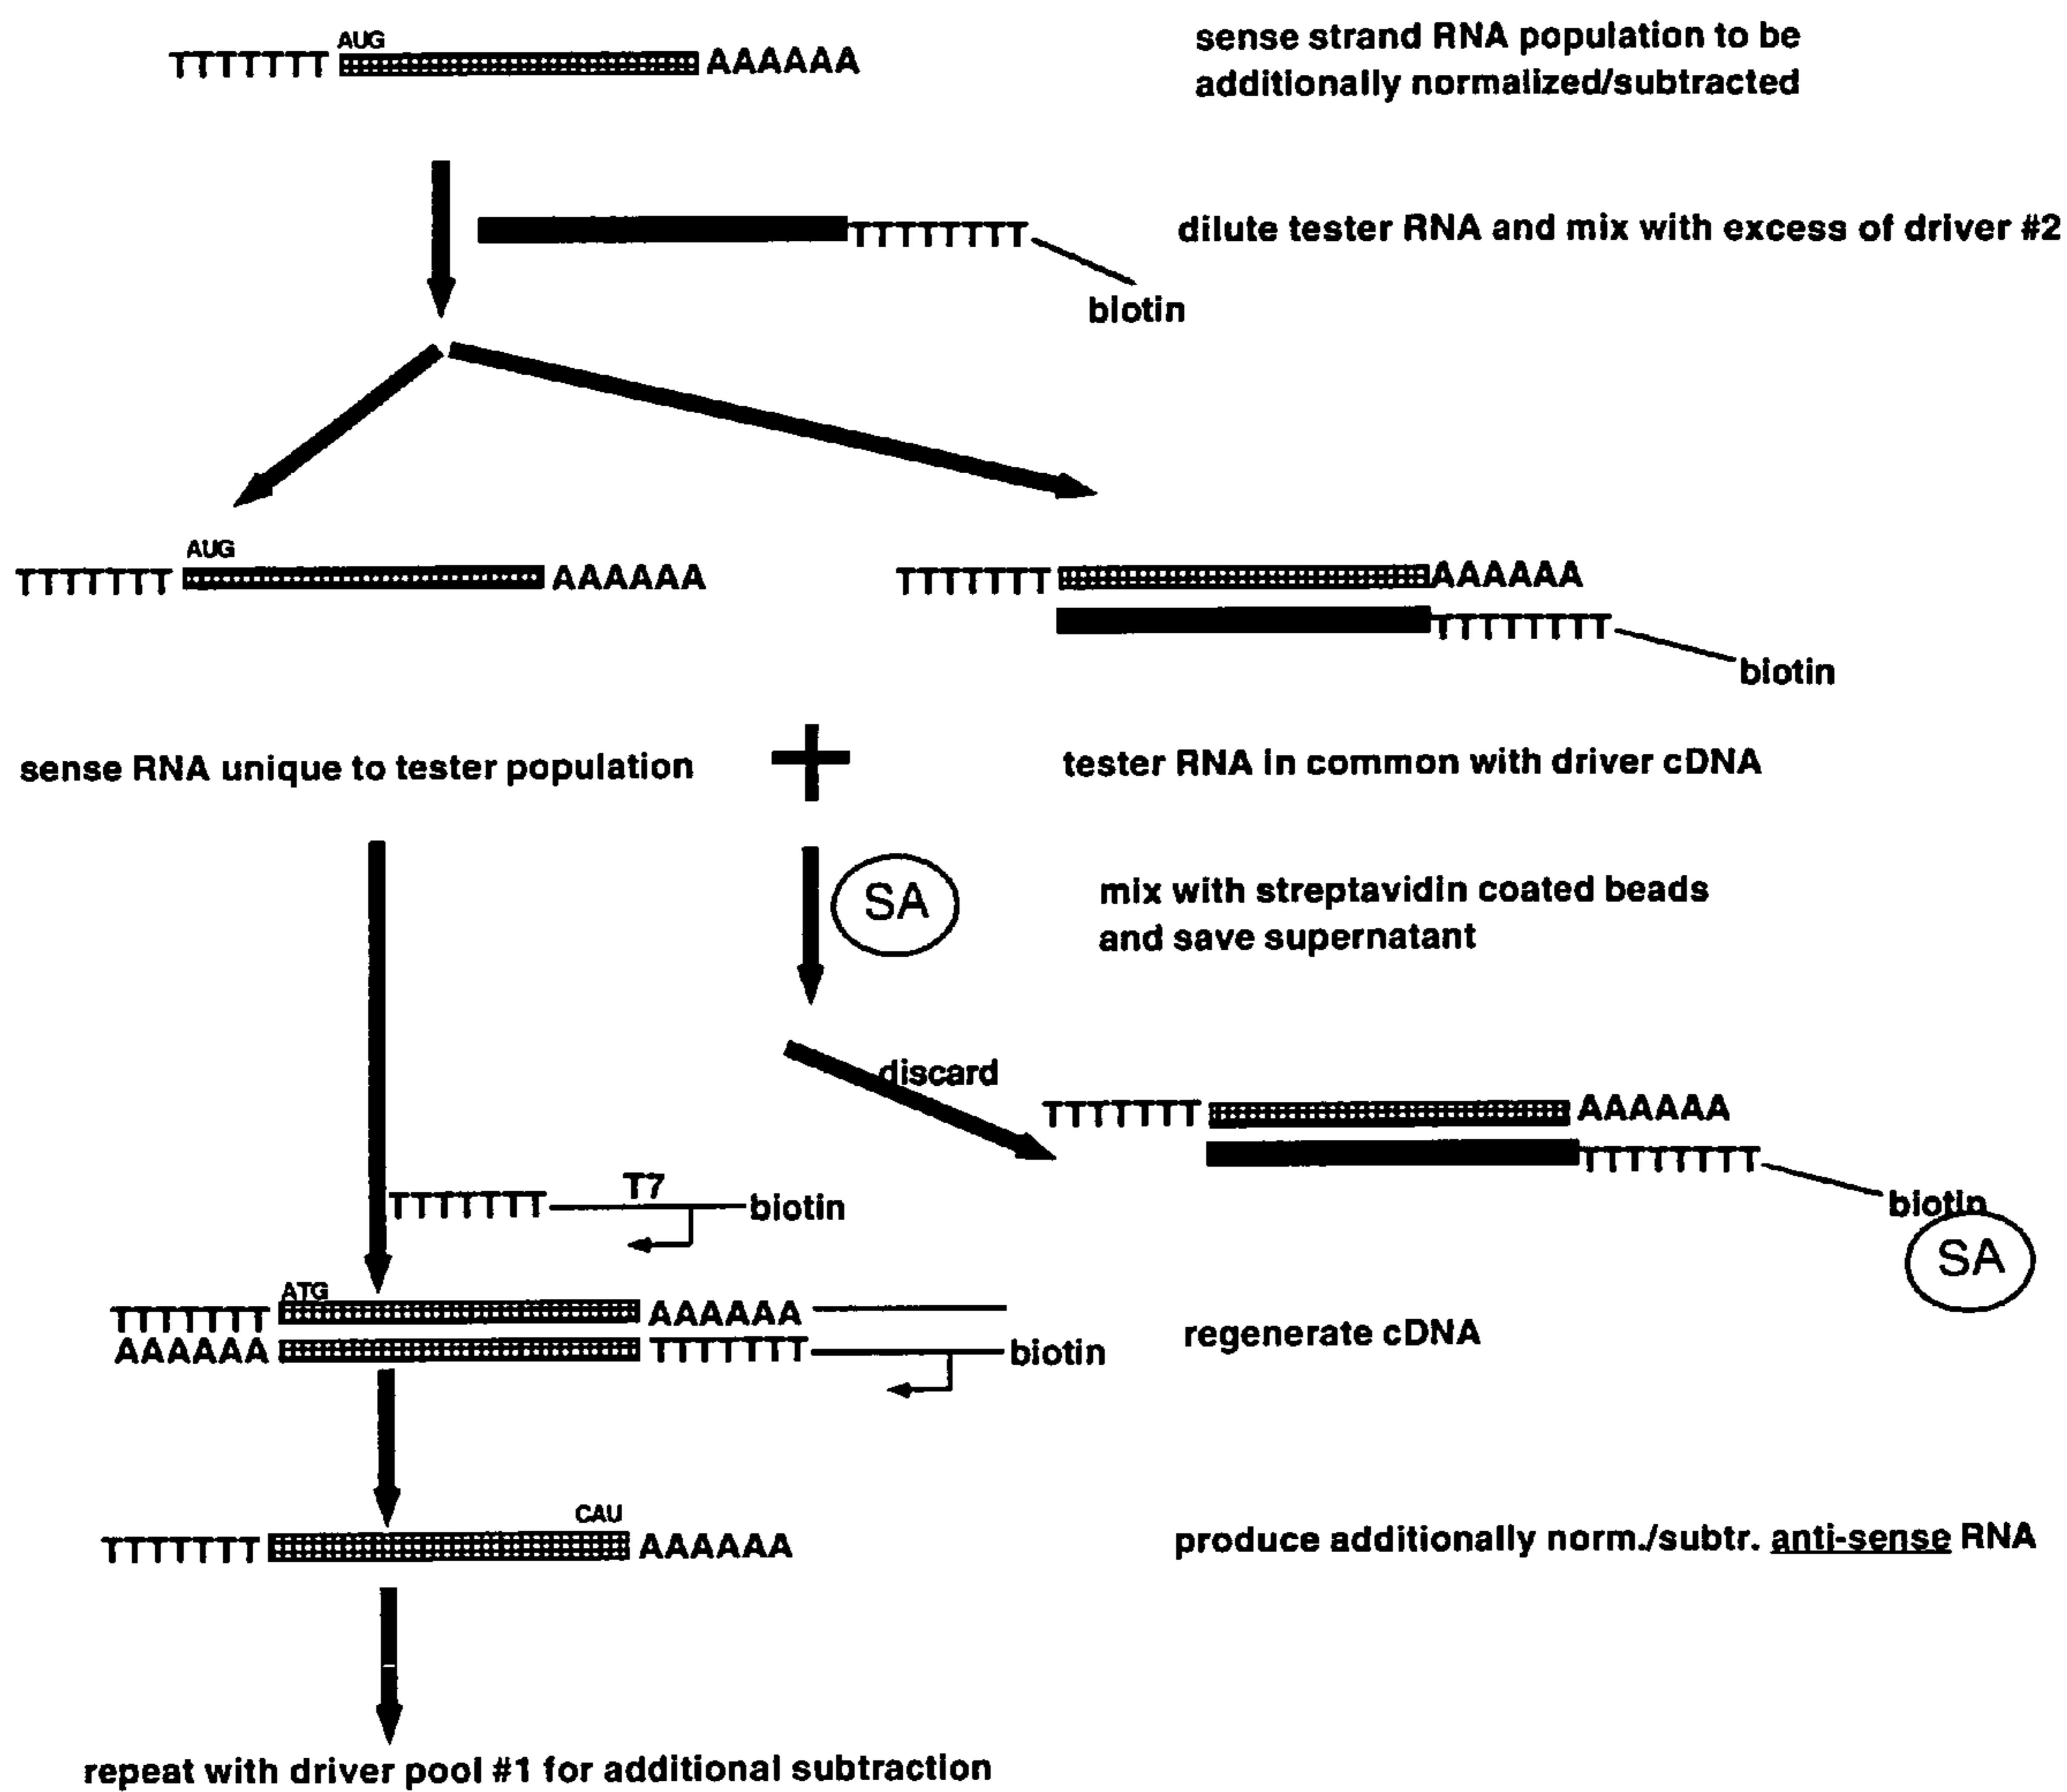 AUG
TTTTTTT AAAAAA
sense strand RNA population to be
additionally normalized/subtracted
TTTTTTTT
biotin
dilute tester RNA and mix with excess of driver #2
AUG
TTTTTTT AAAAAA
TTTTTTT AAAAAA
TTTTTTTT
biotin
sense RNA unique to tester population
+
tester RNA in common with driver cDNA
SA
mix with streptavidin coated beads
and save supernatant
discard
TTTTTTT AAAAAA
TTTTTTTT
biotin
SA
T7
TTTTTTT biotin
ATG
TTTTTTT AAAAAA
AAAAAA TTTTTTT biotin
regenerate cDNA
CAU
TTTTTTT AAAAAA
produce additionally norm./subtr. anti-sense RNA
repeat with driver pool #1 for additional subtraction